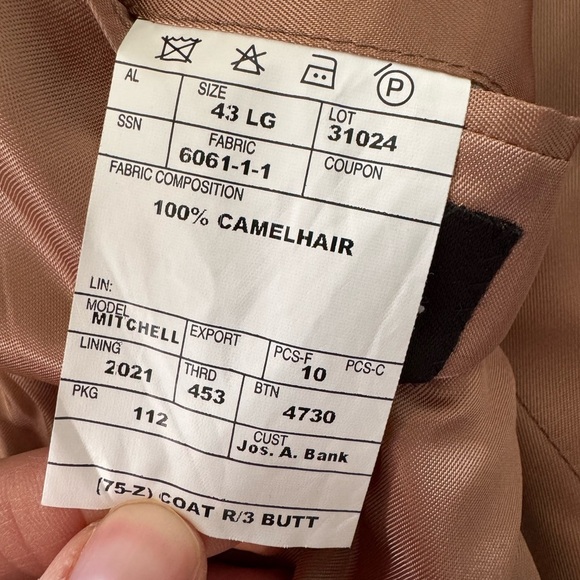 P
AL
SIZE
43 LG
LOT
31024
SSN
FABRIC
6061-1-1
COUPON
FABRIC COMPOSITION
100% CAMELHAIR
LIN:
MODEL
MITCHELL
EXPORT
PCS-F
10
PCS-C
LINING
2021
THRD
453
BTN
4730
PKG
112
CUST
Jos. A. Bank
(75-Z) COAT R/3 BUTT